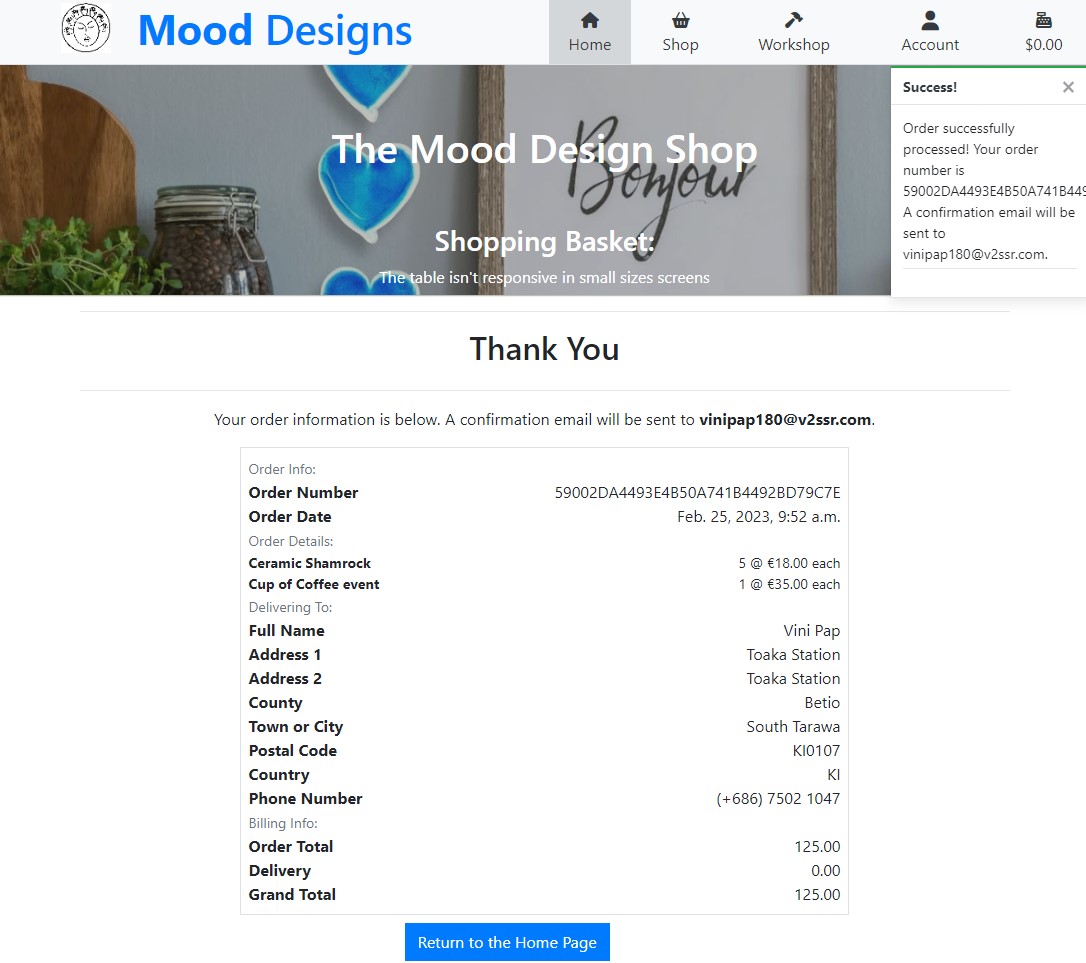 Mood Designs
Home
Shop
Workshop
Account
$0.00
Success! ×
Order successfully
processed! Your order
number is
59002DA4493E4B50A741B449
A confirmation email will be
sent to
vinipap180@v2ssr.com.
Bonjour
The Mood Design Shop
Shopping Basket:
The table isn't responsive in small sizes screens
Thank You
Your order information is below. A confirmation email will be sent to vinipap180@v2ssr.com.
Order Info:
Order Number 59002DA4493E4B50A741B4492BD79C7E
Order Date Feb. 25, 2023, 9:52 a.m.
Order Details:
Ceramic Shamrock 5 @ €18.00 each
Cup of Coffee event 1 @ €35.00 each
Delivering To:
Full Name Vini Pap
Address 1 Toaka Station
Address 2 Toaka Station
County Betio
Town or City South Tarawa
Postal Code KI0107
Country KI
Phone Number (+686) 7502 1047
Billing Info:
Order Total 125.00
Delivery 0.00
Grand Total 125.00
Return to the Home Page